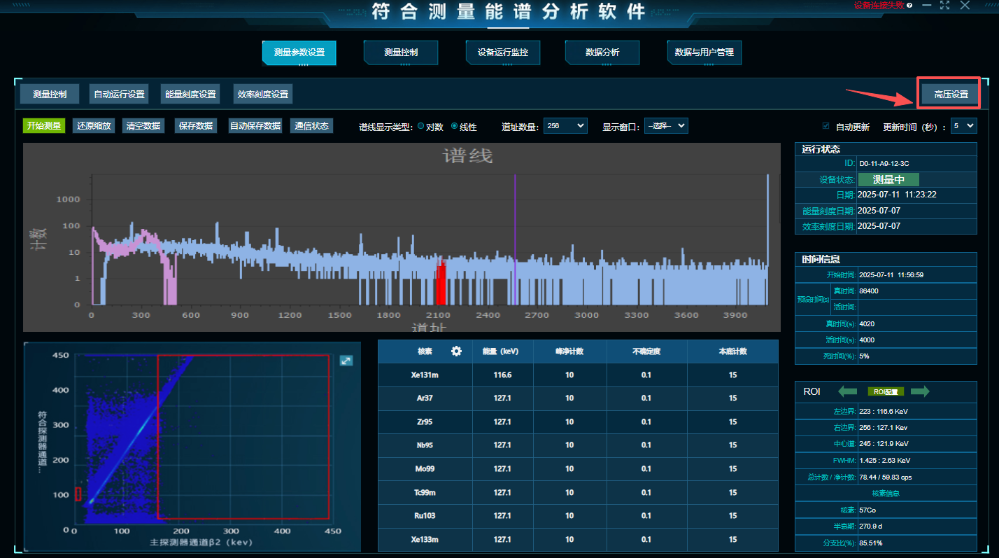 符合测量能谱分析软件
设备连接失败
测量参数设置 测量控制 设备运行监控 数据分析 数据与用户管理
测量控制 自动运行设置 能量刻度设置 效率刻度设置 高压设置
开始测量 还原缩放 清空数据 保存数据 自动保存数据 通信状态 谱线显示类型: 对数 线性 道址数量: 256 显示窗口: --选择-- 自动更新 更新时间（秒）: 5
谱线
计数
1000
100
10
1
0
0 300 600 900 1200 1500 1800 2100 2400 2700 3000 3300 3600 3900
道址
运行状态
ID: D0-11-A9-12-3C
设备状态: 测量中
日期: 2025-07-11 11:23:22
能量刻度日期: 2025-07-07
效率刻度日期: 2025-07-07
时间信息
开始时间: 2025-07-11 11:56:59
预设时间(s)
真时间: 86400
活时间:
真时间(s): 4020
活时间(s): 4000
死时间(%): 5%
符合探测器通道...
450
400
300
200
100
0
0 100 200 300 400 450
主探测器通道β2（kev）
核素 能量（keV） 峰净计数 不确定度 本底计数
Xe131m 116.6 10 0.1 15
Ar37 127.1 10 0.1 15
Zr95 127.1 10 0.1 15
Nb95 127.1 10 0.1 15
Mo99 127.1 10 0.1 15
Tc99m 127.1 10 0.1 15
Ru103 127.1 10 0.1 15
Xe133m 127.1 10 0.1 15
ROI ROI配置
左边界: 223 : 116.6 KeV
右边界: 256 : 127.1 Kev
中心道: 245 : 121.9 KeV
FWHM: 1.425 : 2.63 KeV
总计数 / 净计数: 78.44 / 59.83 cps
核素信息
核素: 57Co
半衰期: 270.9 d
分支比(%): 85.51%